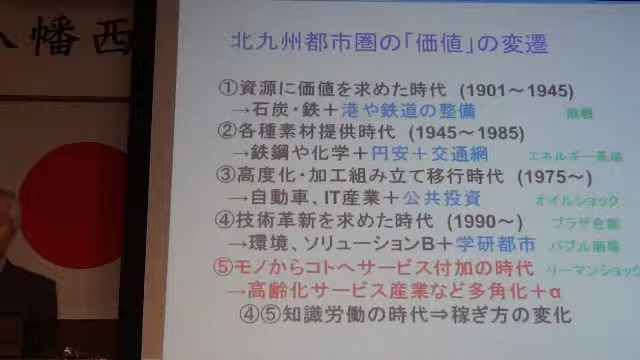 八幡西
北九州都市圏の「価値」の変遷
①資源に価値を求めた時代 (1901～1945)
→石炭・鉄＋港や鉄道の整備 敗戦
②各種素材提供時代 (1945～1985)
→鉄鋼や化学＋円安＋交通網 エネルギー革命
③高度化・加工組み立て移行時代 (1975～)
→自動車、IT産業＋公共投資 オイルショック
④技術革新を求めた時代 (1990～) プラザ合意
→環境、ソリューションB＋学研都市 バブル崩壊
⑤モノからコトへサービス付加の時代 リーマンショック
→高齢化サービス産業など多角化＋α
④⑤知識労働の時代⇒稼ぎ方の変化